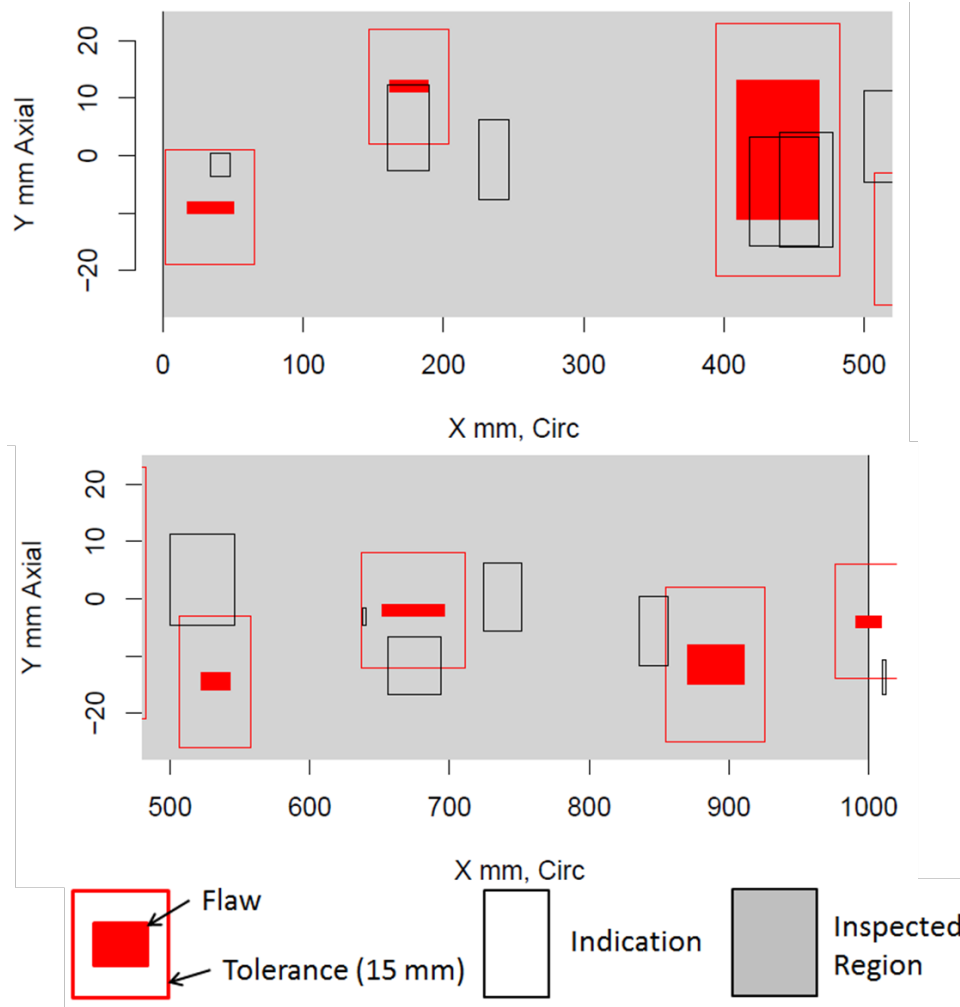 20
10
0
−20
Y mm Axial
0 100 200 300 400 500
X mm, Circ
20
10
0
−20
Y mm Axial
500 600 700 800 900 1000
X mm, Circ
Flaw
Tolerance (15 mm)
Indication
Inspected
Region